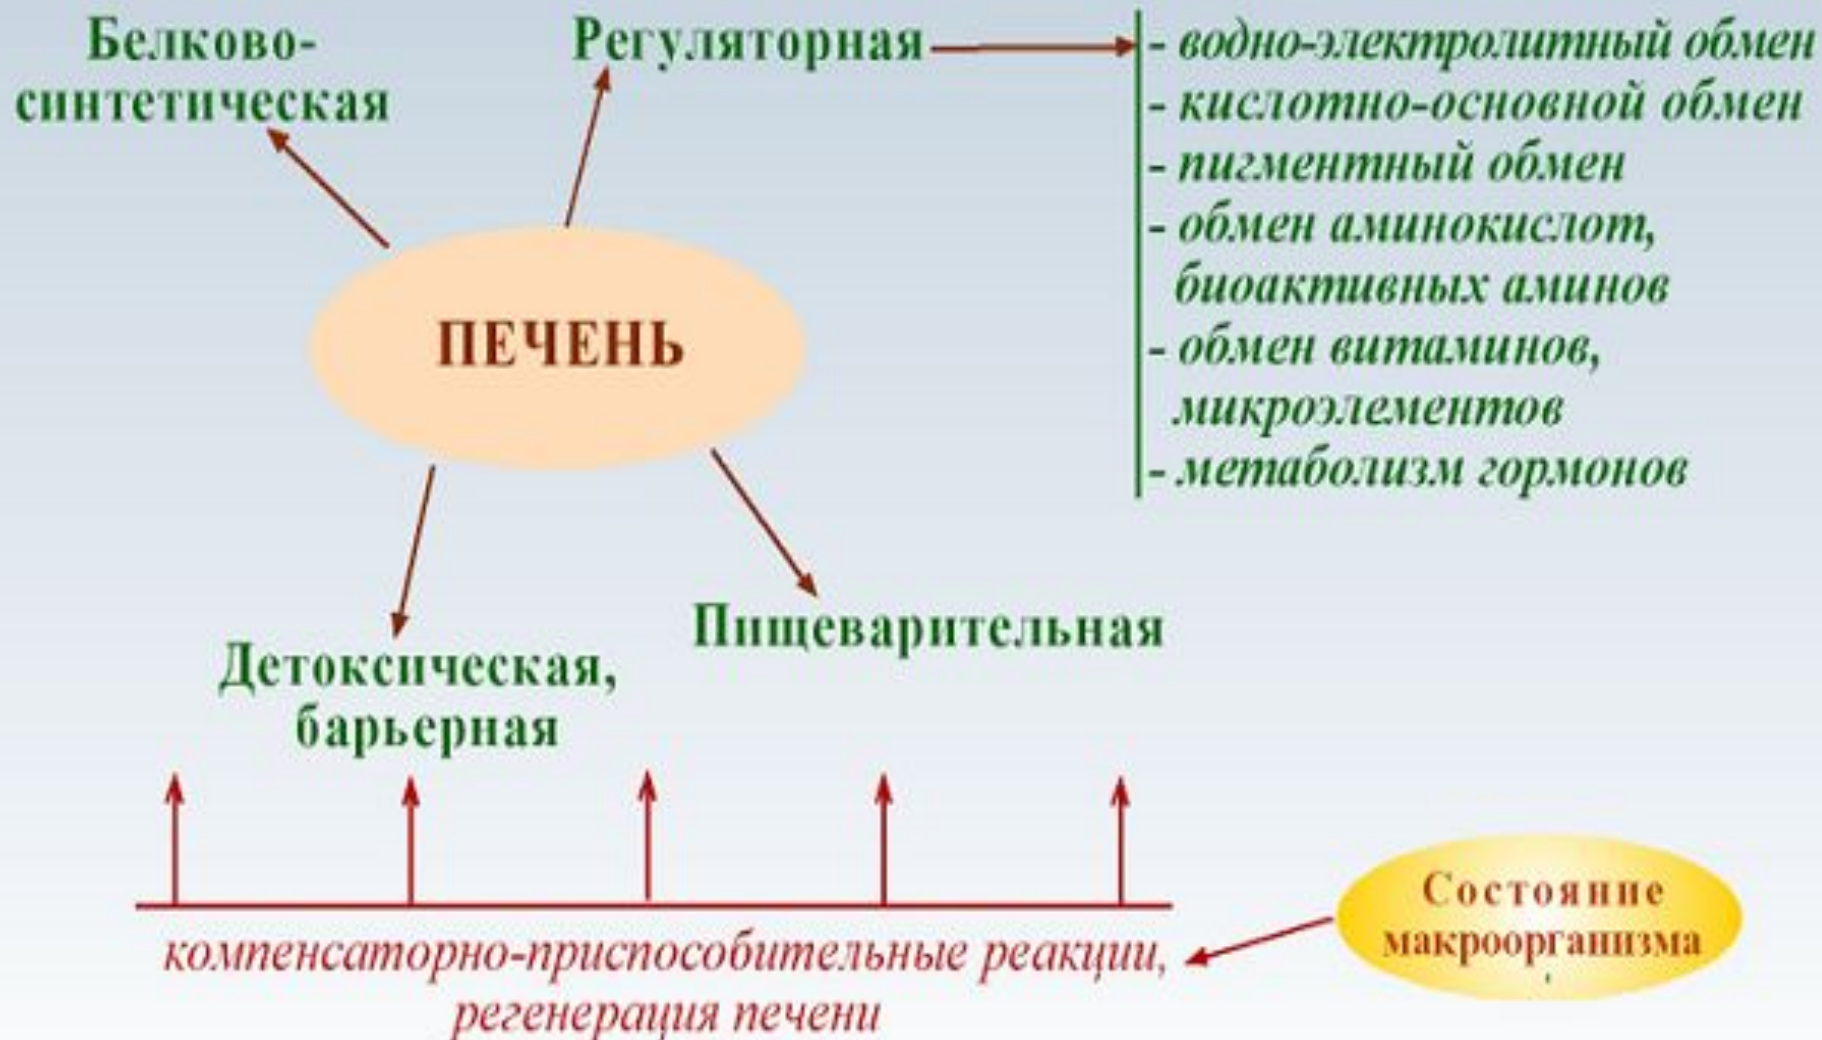 Белково-
синтетическая
Регуляторная
- водно-электролитный обмен
- кислотно-основной обмен
- пигментный обмен
- обмен аминокислот,
биоактивных аминов
- обмен витаминов,
микроэлементов
- метаболизм гормонов
ПЕЧЕНЬ
Детоксическая,
барьерная
Пищеварительная
компенсаторно-приспособительные реакции,
регенерация печени
Состояние
макроорганизма